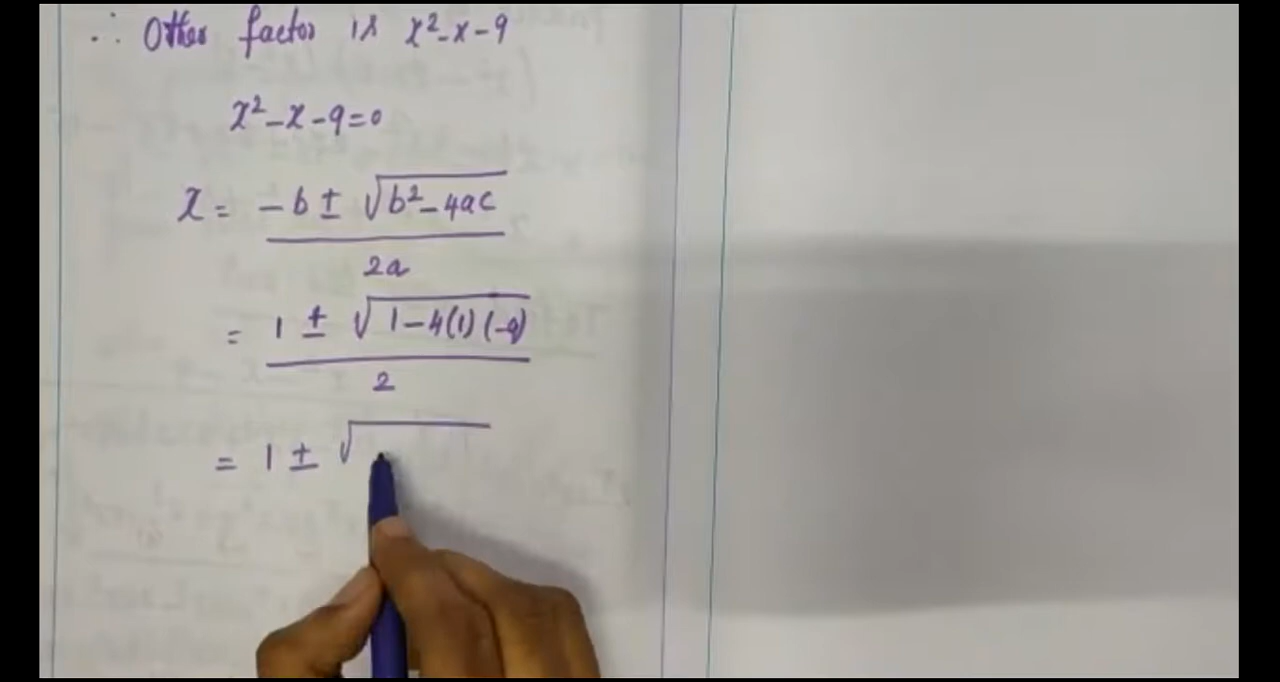 ∴ Other factor is x²-x-9
x²-x-9=0
x = -b ± √b²-4ac
2a
= 1 ± √1-4(1)(-9)
2
= 1 ± √